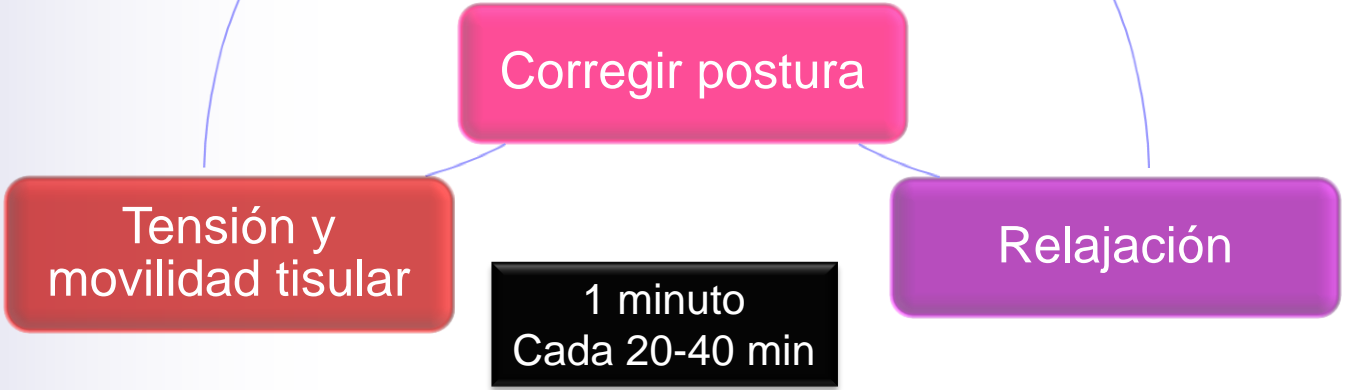 Corregir postura
Tensión y
movilidad tisular
Relajación
1 minuto
Cada 20-40 min